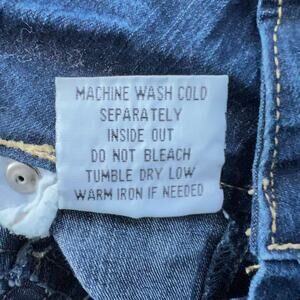 MACHINE WASH COLD
SEPARATELY
INSIDE OUT
DO NOT BLEACH
TUMBLE DRY LOW
WARM IRON IF NEEDED